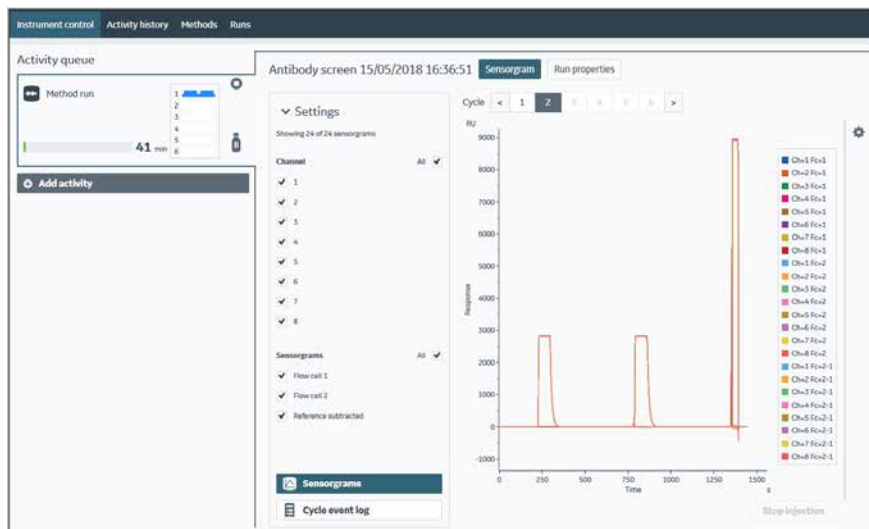 Instrument control Activity history Methods Runs
Activity queue
Method run
1
2
3
4
5
6
41 min
B
Add activity
Antibody screen 15/05/2018 16:36:51 Sensorgram Run properties
Settings
Showing 24 of 24 sensorgrams
Channel All
1
2
3
4
5
6
7
8
Sensorgrams All
Flow cell 1
Flow cell 2
Reference subtracted
Sensorgrams
Cycle event log
Cycle < 1 2 3 4 5 6 >
RU
9000
8000
7000
6000
5000
4000
3000
2000
1000
0
-1000
Response
0 250 500 750 1000 1250 1500
Time s
Ch=1 Fc=1
Ch=2 Fc=1
Ch=3 Fc=1
Ch=4 Fc=1
Ch=5 Fc=1
Ch=6 Fc=1
Ch=7 Fc=1
Ch=8 Fc=1
Ch=1 Fc=2
Ch=2 Fc=2
Ch=3 Fc=2
Ch=4 Fc=2
Ch=5 Fc=2
Ch=6 Fc=2
Ch=7 Fc=2
Ch=8 Fc=2
Ch=1 Fc=2-1
Ch=2 Fc=2-1
Ch=3 Fc=2-1
Ch=4 Fc=2-1
Ch=5 Fc=2-1
Ch=6 Fc=2-1
Ch=7 Fc=2-1
Ch=8 Fc=2-1
Stop injection